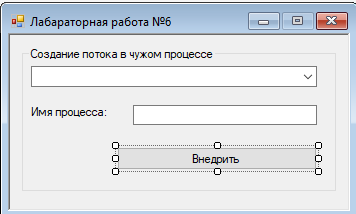 Лабараторная работа №6
Создание потока в чужом процессе
Имя процесса:
Внедрить